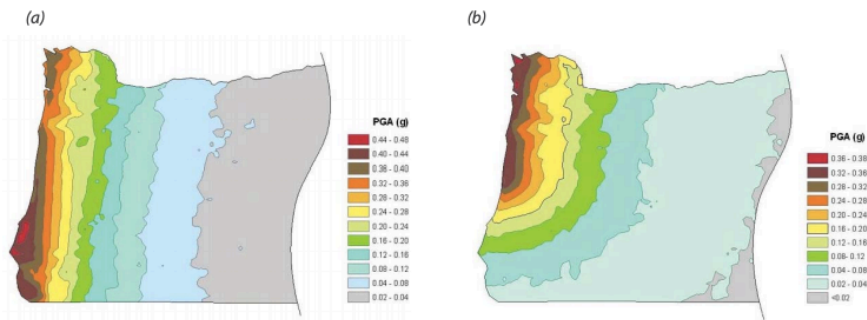 (a)
PGA (g)
0.44 - 0.48
0.40 - 0.44
0.36 - 0.40
0.32 - 0.36
0.28 - 0.32
0.24 - 0.28
0.20 - 0.24
0.16 - 0.20
0.12 - 0.16
0.08 - 0.12
0.04 - 0.08
0.02 - 0.04
(b)
PGA (g)
0.36 - 0.38
0.32 - 0.36
0.28 - 0.32
0.24 - 0.28
0.20 - 0.24
0.16 - 0.20
0.12 - 0.16
0.08- 0.12
0.04 - 0.08
0.02 - 0.04
<0.02